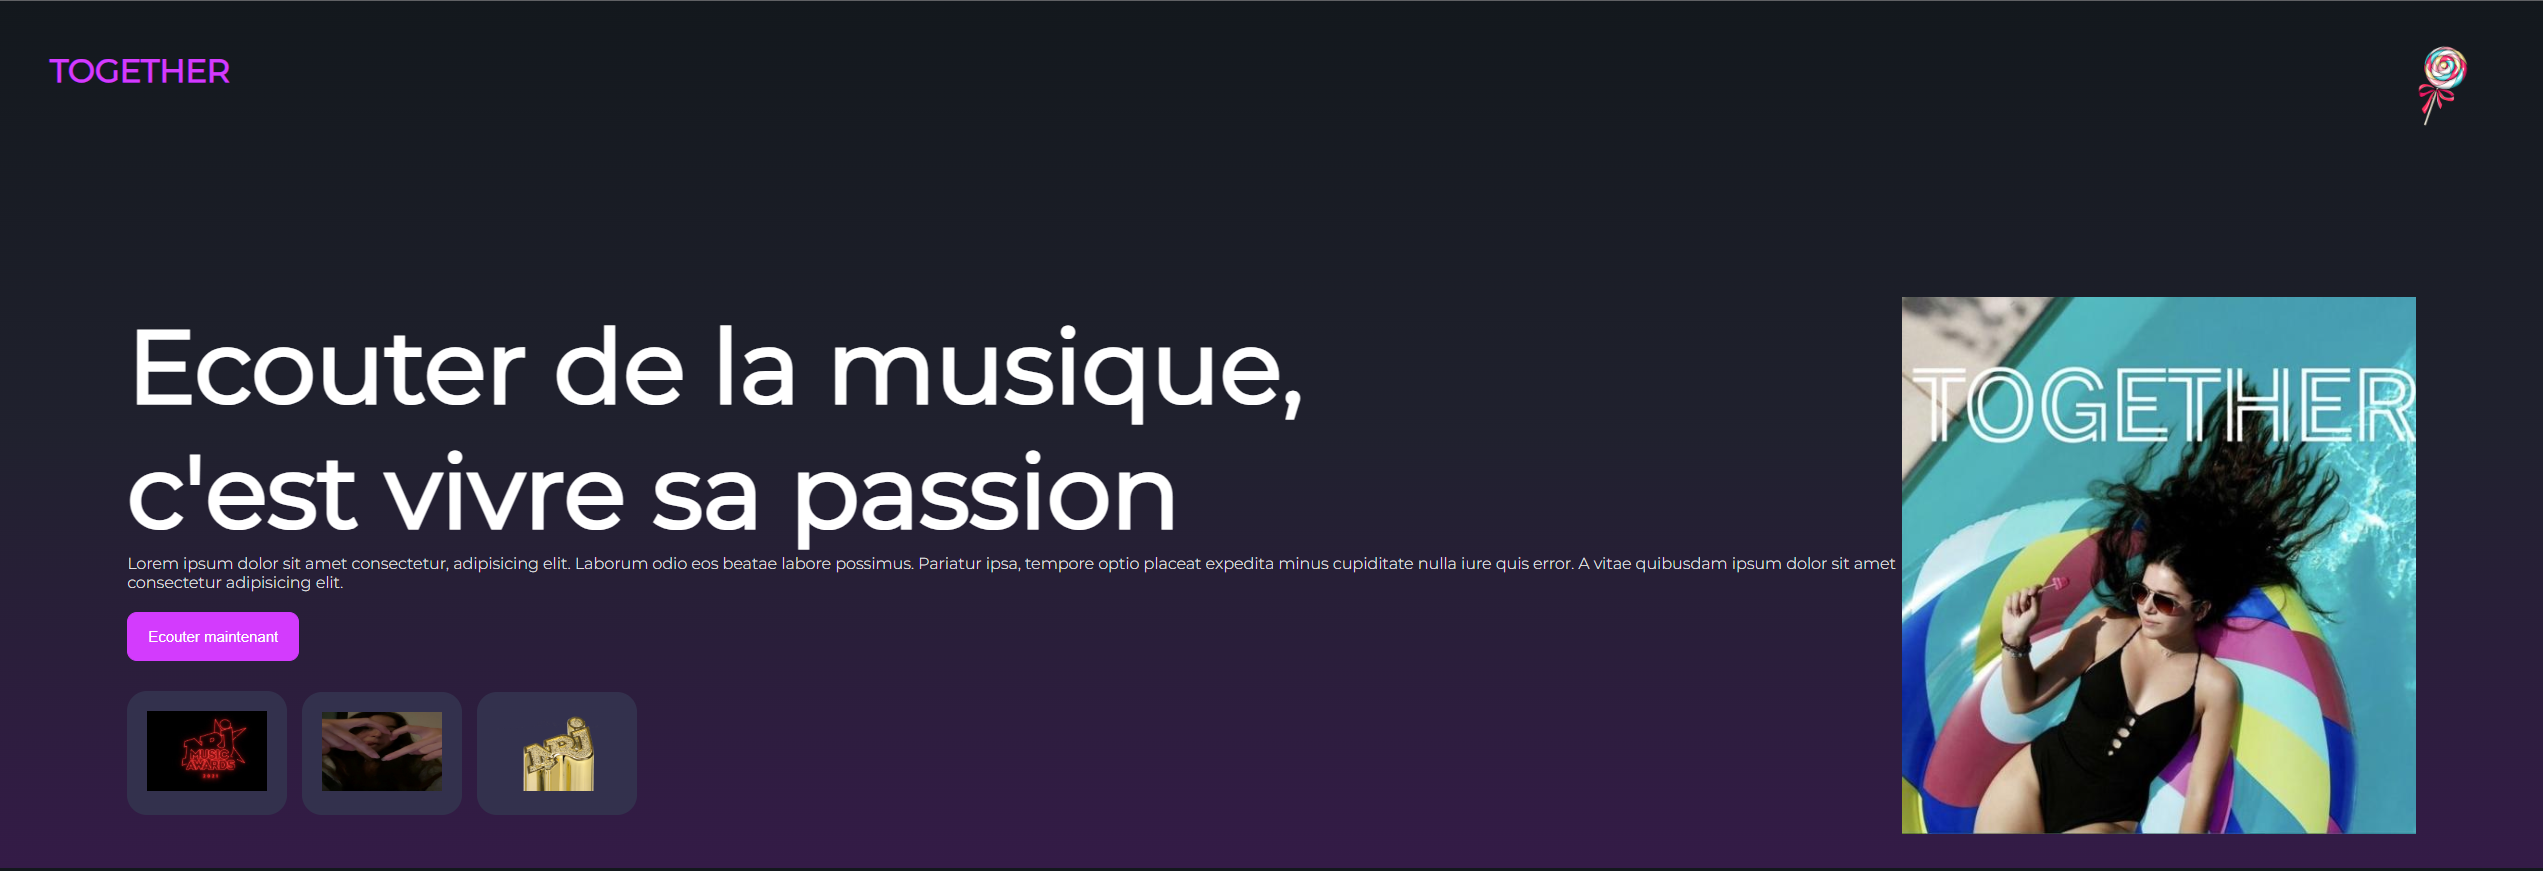 TOGETHER
Ecouter de la musique,
c'est vivre sa passion
Lorem ipsum dolor sit amet consectetur, adipisicing elit. Laborum odio eos beatae labore possimus. Pariatur ipsa, tempore optio placeat expedita minus cupiditate nulla iure quis error. A vitae quibusdam ipsum dolor sit amet
consectetur adipisicing elit.
Ecouter maintenant
NRJ
MUSIC
AWARDS
2021
NRJ
TOGETHER